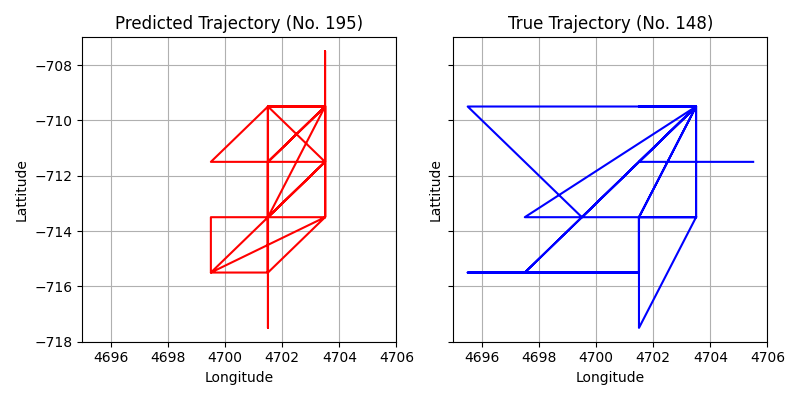 Predicted Trajectory (No. 195)
True Trajectory (No. 148)
Lattitude
−708
−710
−712
−714
−716
−718
4696 4698 4700 4702 4704 4706
Longitude
Lattitude
4696 4698 4700 4702 4704 4706
Longitude